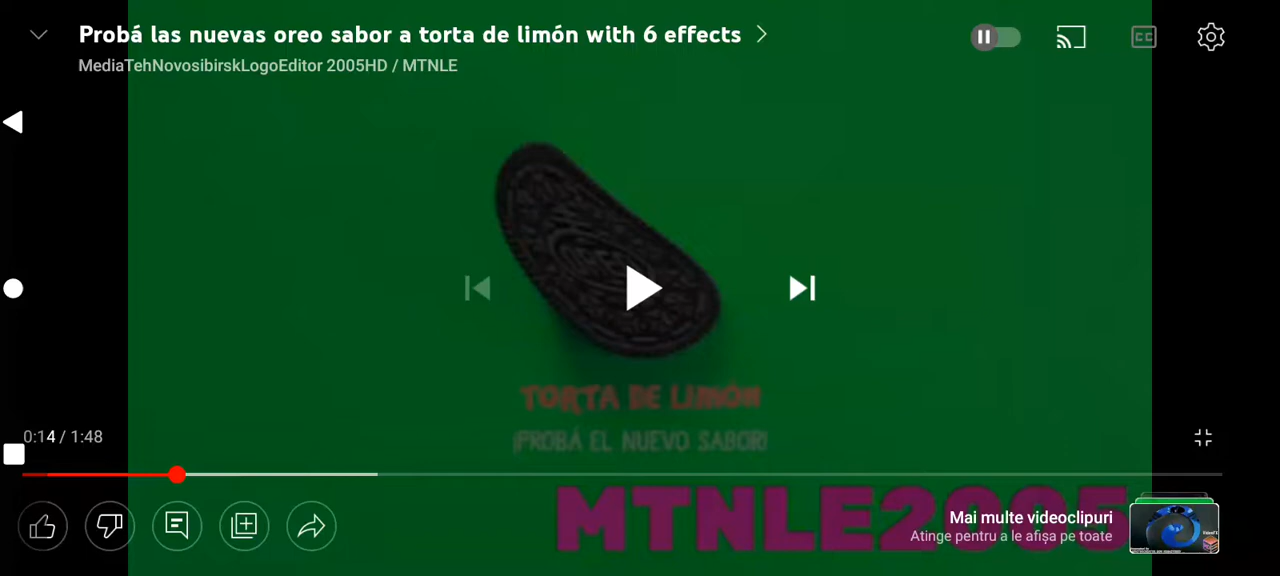 Probá las nuevas oreo sabor a torta de limón with 6 effects
MediaTehNovosibirskLogoEditor 2005HD / MTNLE
CC
TORTA DE LIMÓN
¡PROBÁ EL NUEVO SABOR!
0:14 / 1:48
MTNLE2005
Mai multe videoclipuri
Atinge pentru a le afișa pe toate